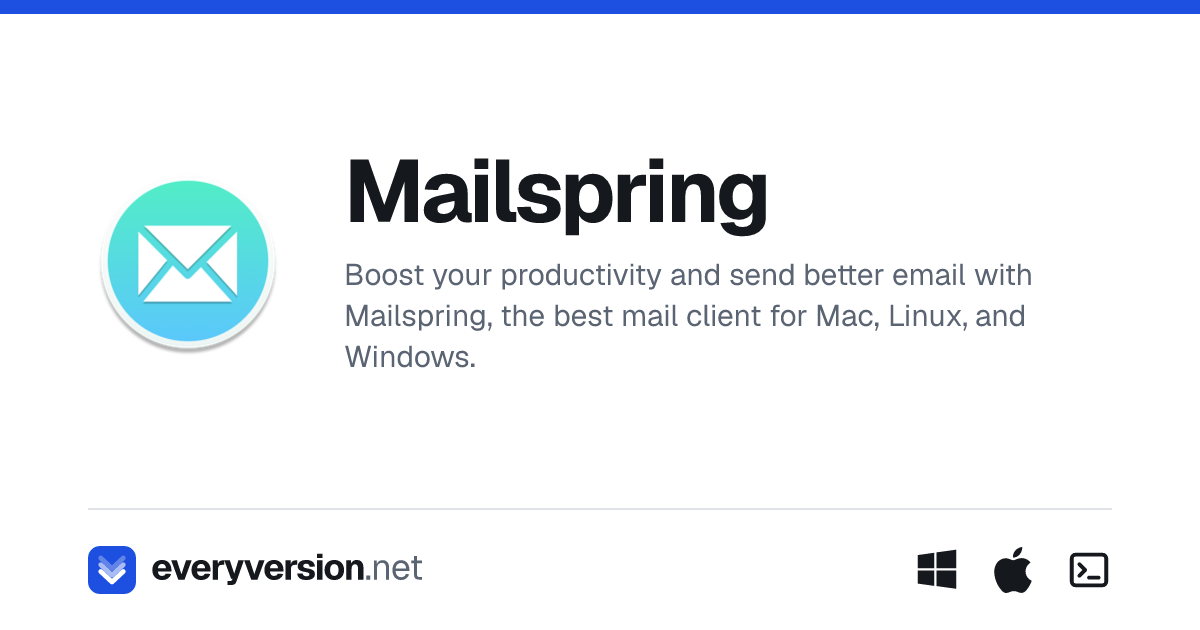 Mailspring
Boost your productivity and send better email with
Mailspring, the best mail client for Mac, Linux, and
Windows.
everyversion.net